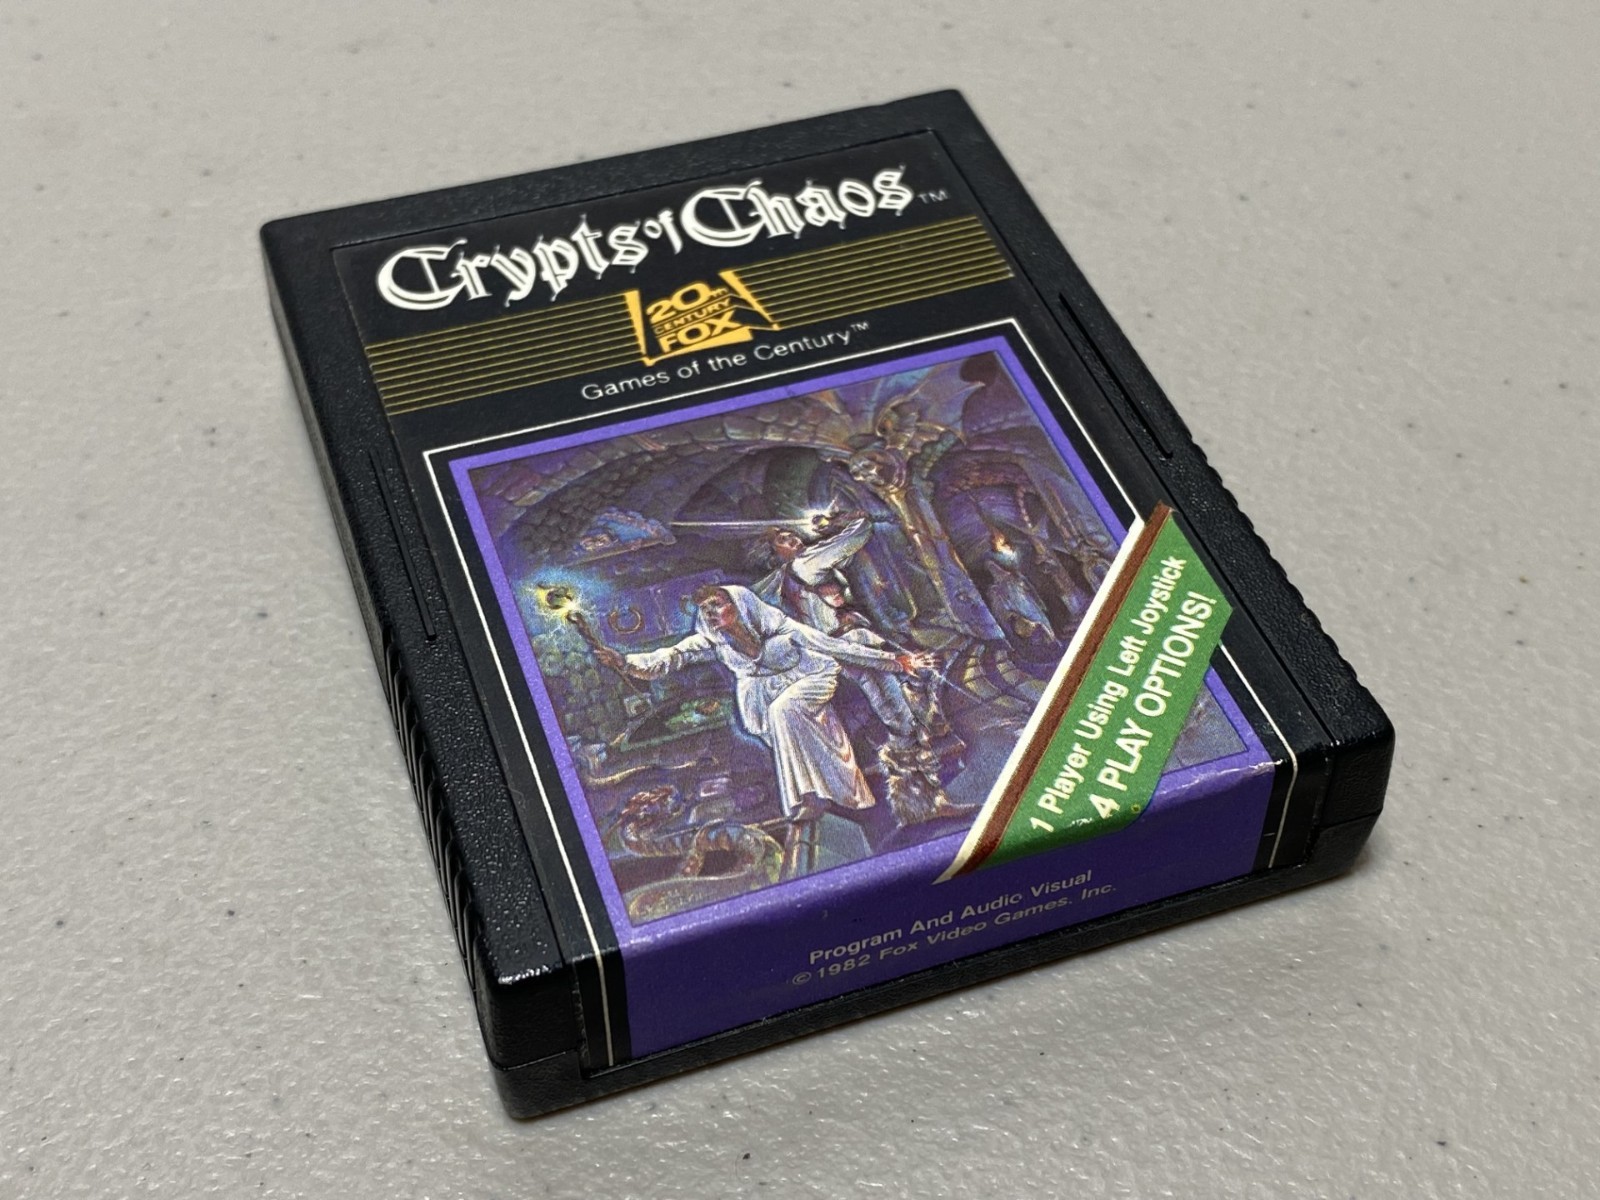 Crypts of Chaos™
20th
CENTURY
FOX
Games of the Century™
1 Player Using Left Joystick
4 PLAY OPTIONS!
Program And Audio Visual
©1982 Fox Video Games, Inc.